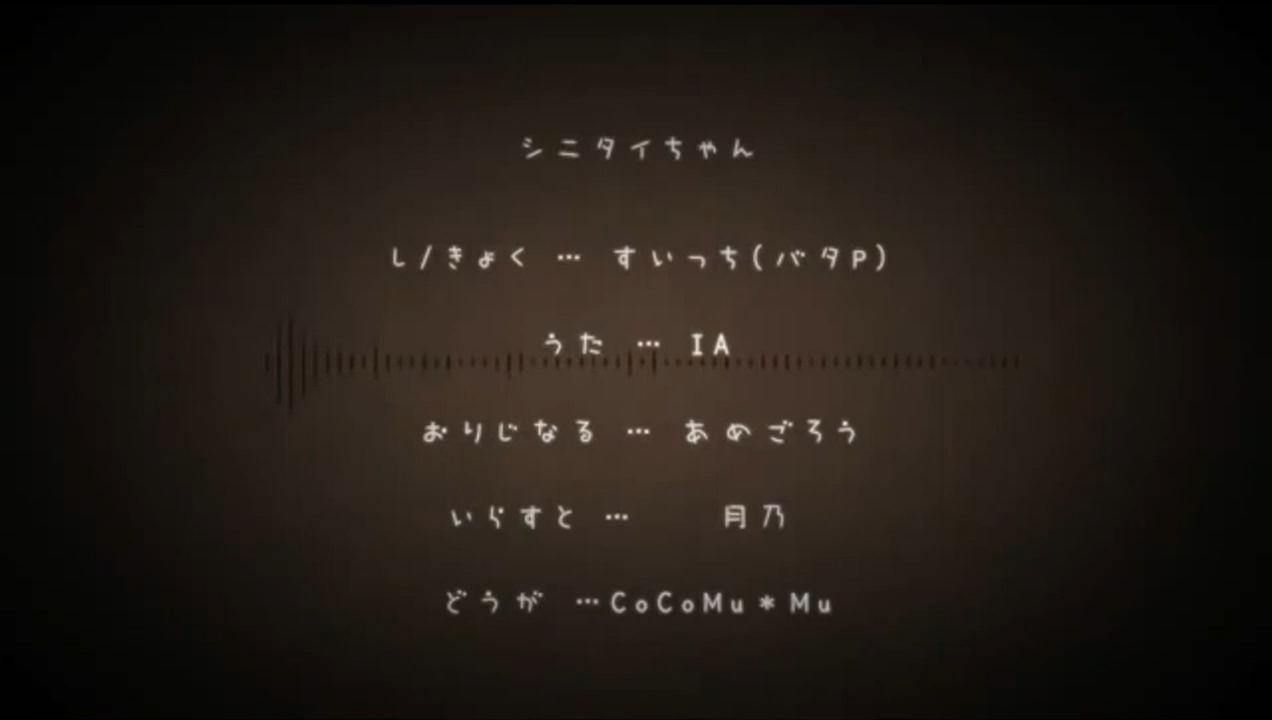 シニタイちゃん
し/きょく … すいっち(バタP)
うた … IA
おりじなる … あめごろう
いらすと … 月乃
どうが …CoCoMu*Mu